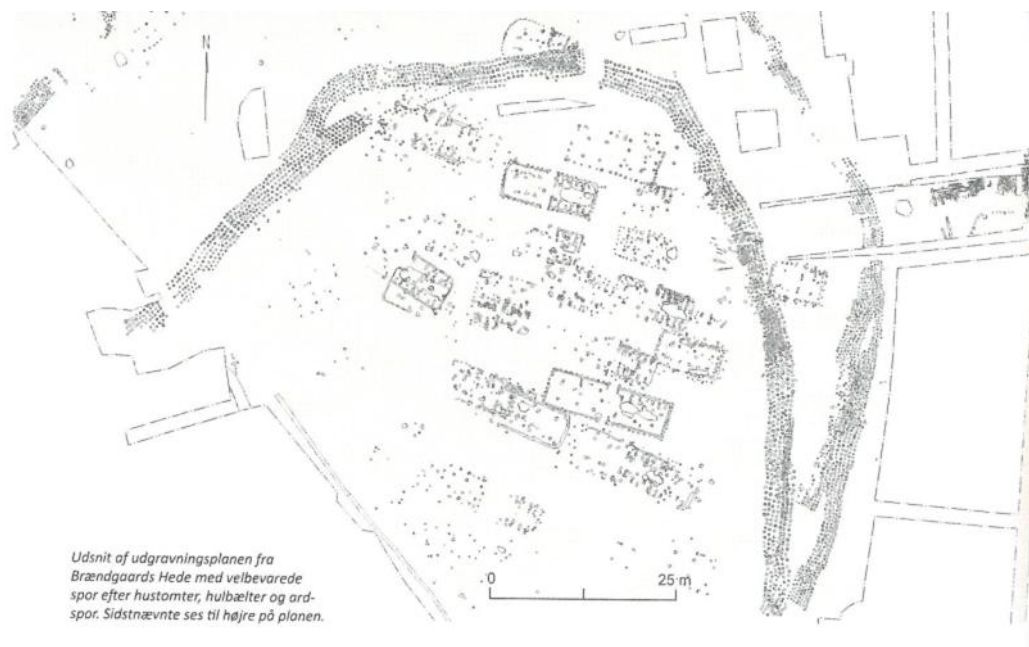 N
Udsnit af udgravningsplanen fra
Brændgaards Hede med velbevarede
spor efter hustomter, hulbælter og ard-
spor. Sidstnævnte ses til højre på planen.
0 25 m